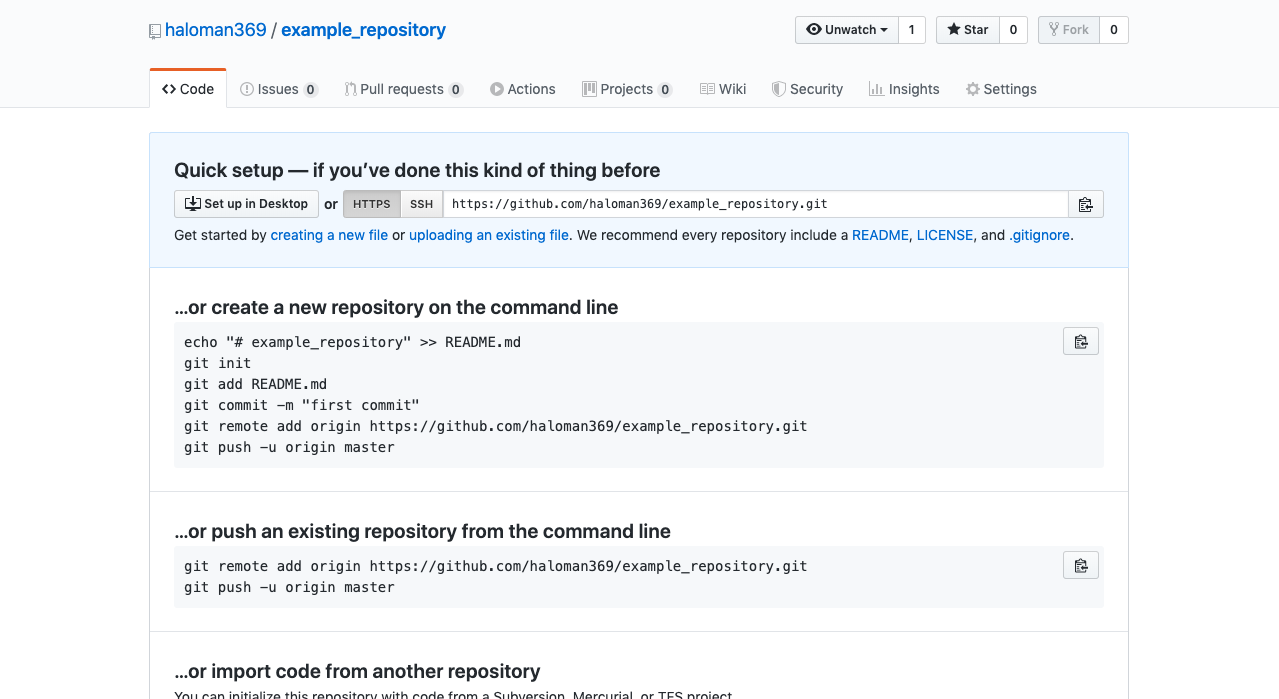 haloman369 / example_repository
Unwatch 1 Star 0 Fork 0
Code Issues 0 Pull requests 0 Actions Projects 0 Wiki Security Insights Settings
Quick setup — if you’ve done this kind of thing before
Set up in Desktop or HTTPS SSH https://github.com/haloman369/example_repository.git
Get started by creating a new file or uploading an existing file. We recommend every repository include a README, LICENSE, and .gitignore.
…or create a new repository on the command line
echo "# example_repository" >> README.md
git init
git add README.md
git commit -m "first commit"
git remote add origin https://github.com/haloman369/example_repository.git
git push -u origin master
…or push an existing repository from the command line
git remote add origin https://github.com/haloman369/example_repository.git
git push -u origin master
…or import code from another repository
You can initialize this repository with code from a Subversion, Mercurial, or TFS project.